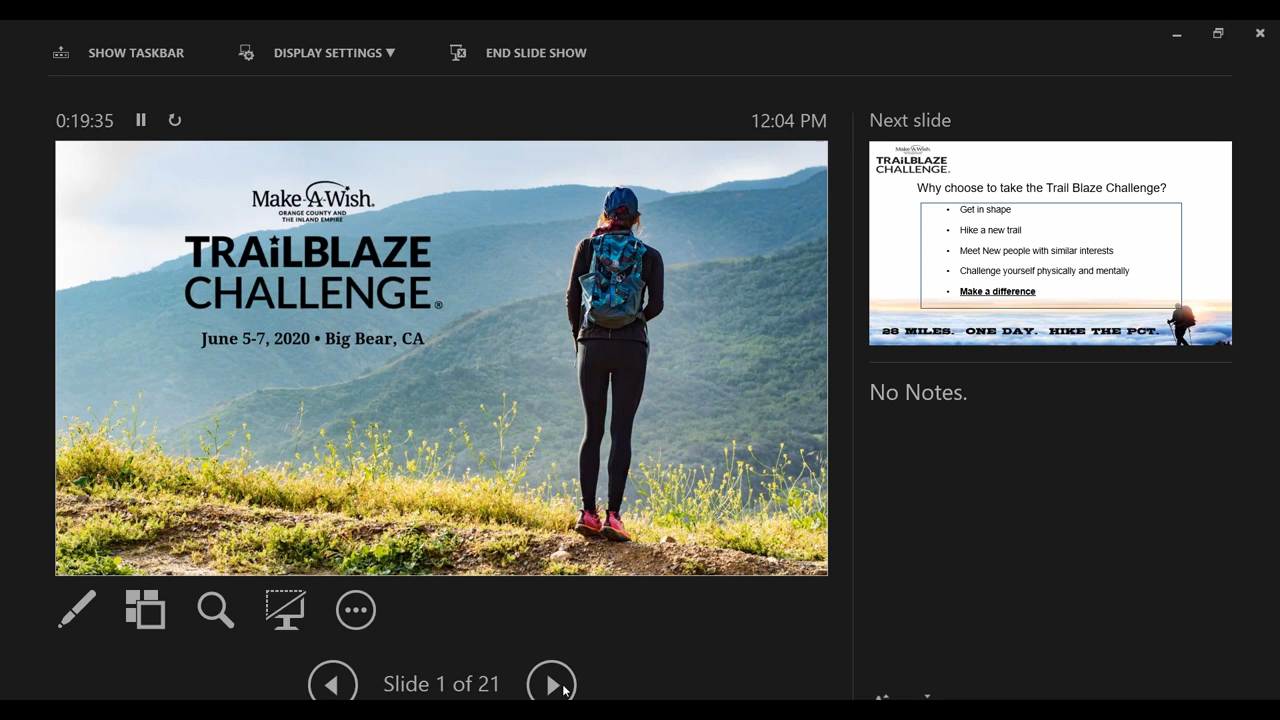 SHOW TASKBAR
DISPLAY SETTINGS ▼
END SLIDE SHOW
0:19:35
12:04 PM
Make-A-Wish.
ORANGE COUNTY AND
THE INLAND EMPIRE
TRAiLBLAZE
CHALLENGE®
June 5-7, 2020 • Big Bear, CA
Slide 1 of 21
Next slide
Make-A-Wish.
TRAiLBLAZE
CHALLENGE.
Why choose to take the Trail Blaze Challenge?
• Get in shape
• Hike a new trail
• Meet New people with similar interests
• Challenge yourself physically and mentally
• Make a difference
28 MILES. ONE DAY. HIKE THE PCT.
No Notes.